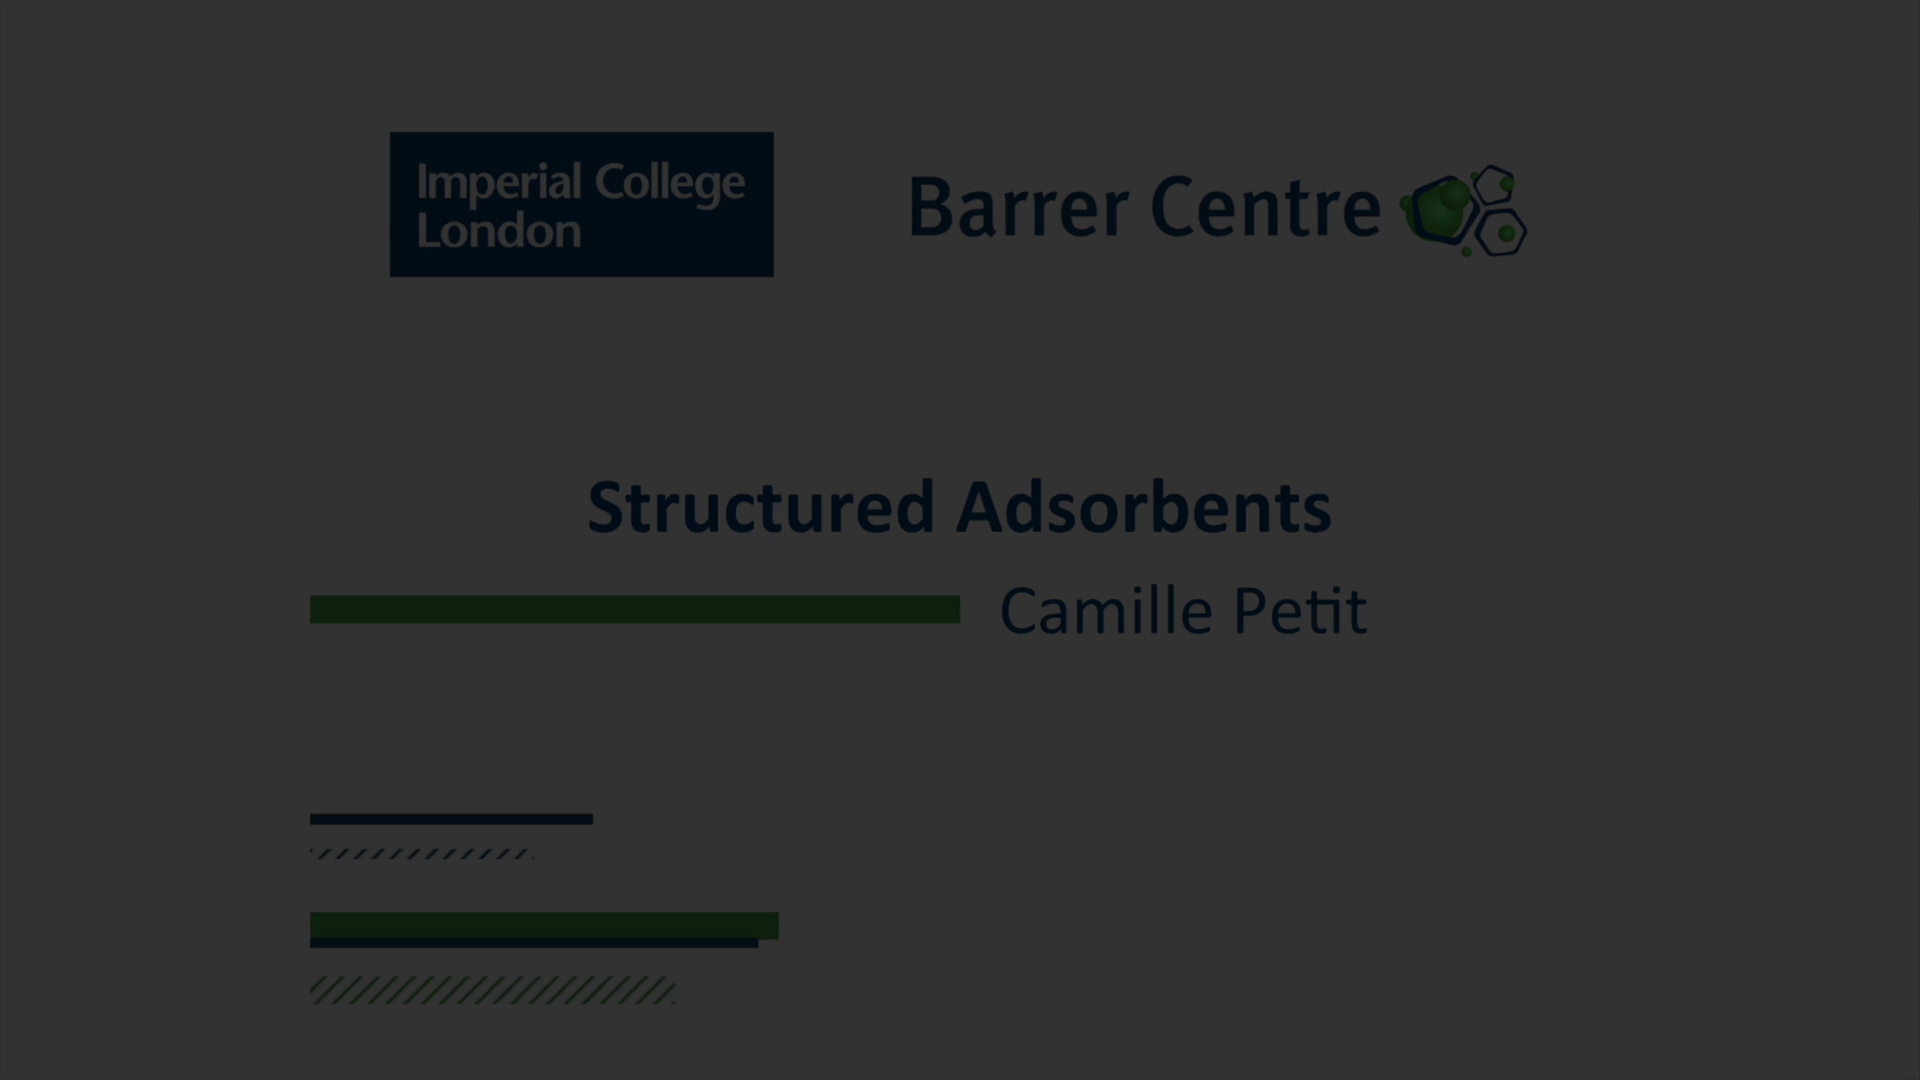 Imperial College
London
Barrer Centre
Structured Adsorbents
Camille Petit